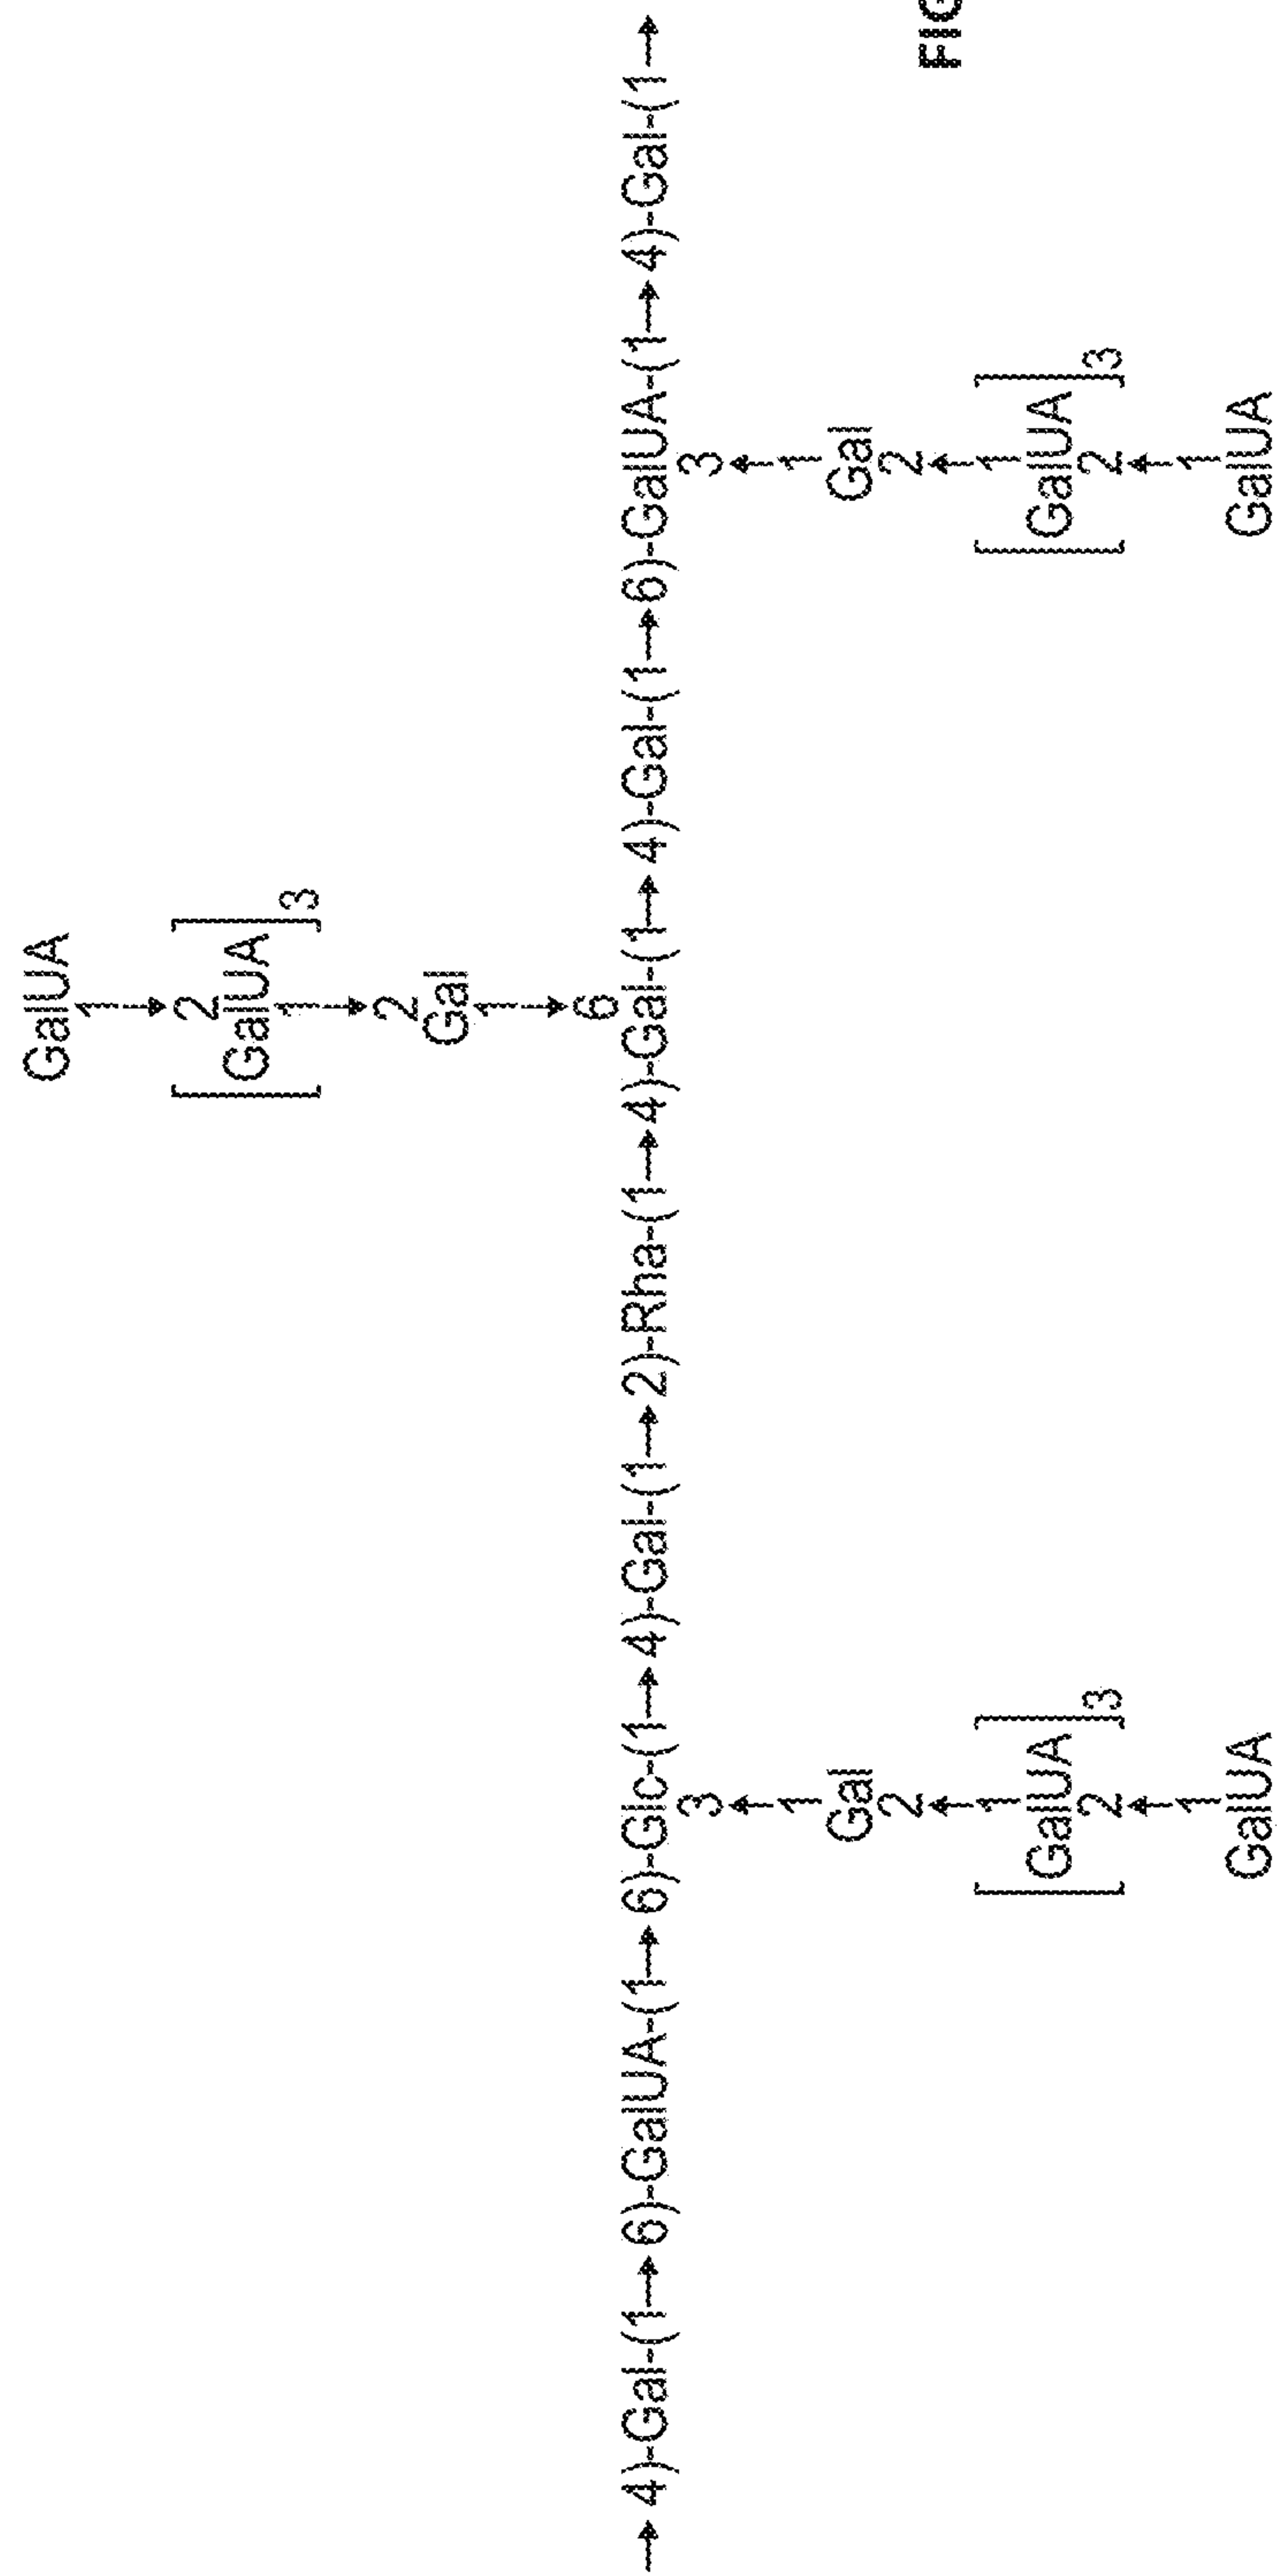 GalUA
1
↓
2
[GalUA]3
1
↓
2
Gal
1
↓
6
→ 4)-Gal-(1→6)-GalUA-(1→6)-Glc-(1→4)-Gal-(1→2)-Rha-(1→4)-Gal-(1→4)-Gal-(1→6)-GalUA-(1→4)-Gal-(1→
3 3
↑ ↑
1 1
Gal Gal
2 2
↑ ↑
1 1
[GalUA]3 [GalUA]3
2 2
↑ ↑
1 1
GalUA GalUA
FIG